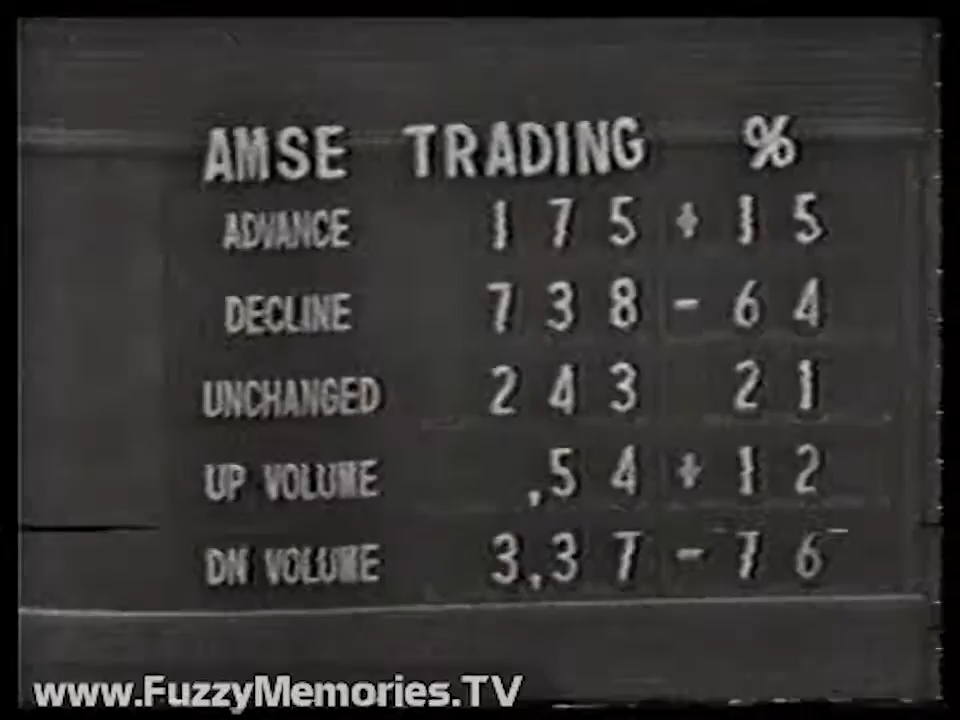 AMSE TRADING %
ADVANCE 175 + 15
DECLINE 738 - 64
UNCHANGED 243 21
UP VOLUME .54 + 12
DN VOLUME 3.37 - 76
www.FuzzyMemories.TV